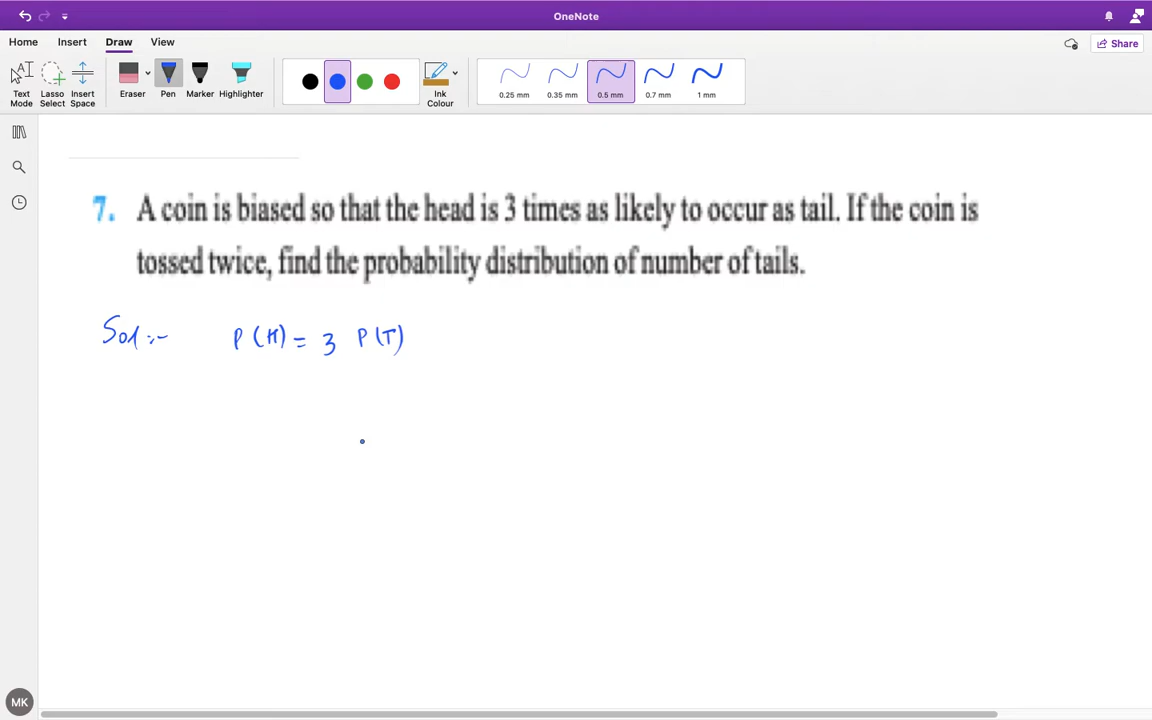 OneNote
Home Insert Draw View
Share
Text Mode
Lasso Select
Insert Space
Eraser
Pen
Marker
Highlighter
Ink Colour
0.25 mm
0.35 mm
0.5 mm
0.7 mm
1 mm
7. A coin is biased so that the head is 3 times as likely to occur as tail. If the coin is
tossed twice, find the probability distribution of number of tails.
Sol :- P(H) = 3 P(T)
MK